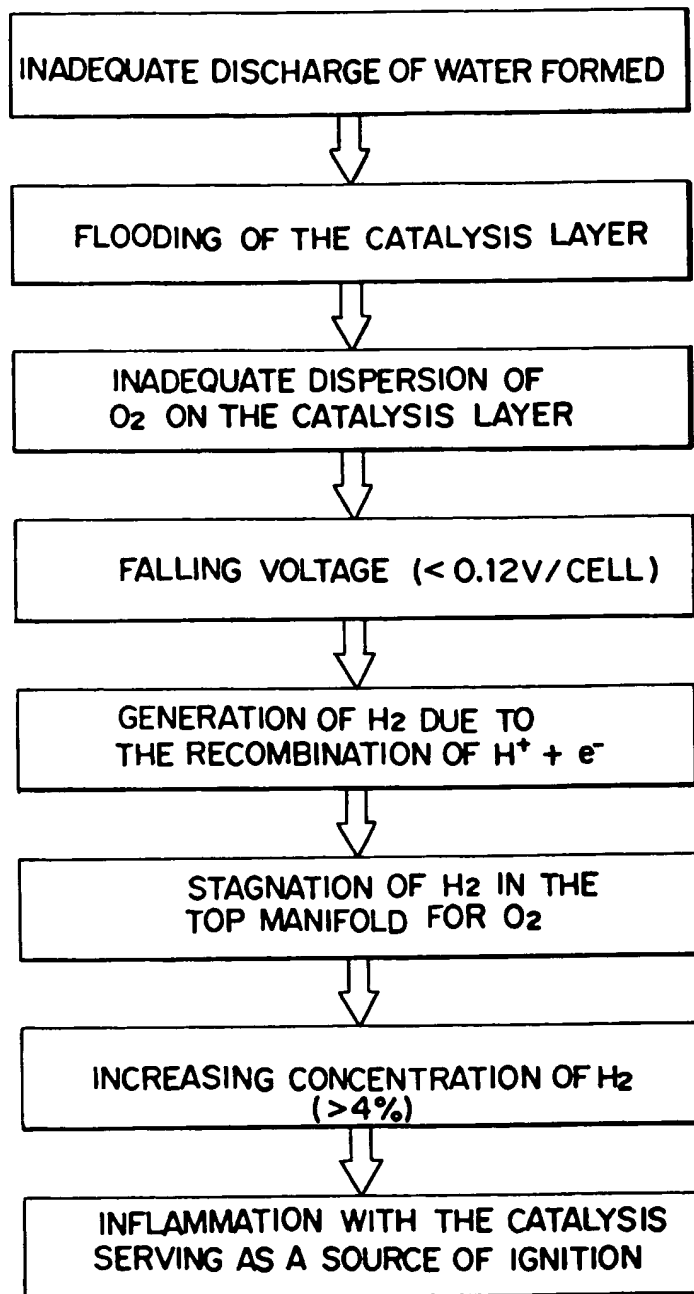 INADEQUATE DISCHARGE OF WATER FORMED
FLOODING OF THE CATALYSIS LAYER
INADEQUATE DISPERSION OF
O2 ON THE CATALYSIS LAYER
FALLING VOLTAGE (< 0.12V/CELL)
GENERATION OF H2 DUE TO
THE RECOMBINATION OF H+ + e-
STAGNATION OF H2 IN THE
TOP MANIFOLD FOR O2
INCREASING CONCENTRATION OF H2
(>4%)
INFLAMMATION WITH THE CATALYSIS
SERVING AS A SOURCE OF IGNITION